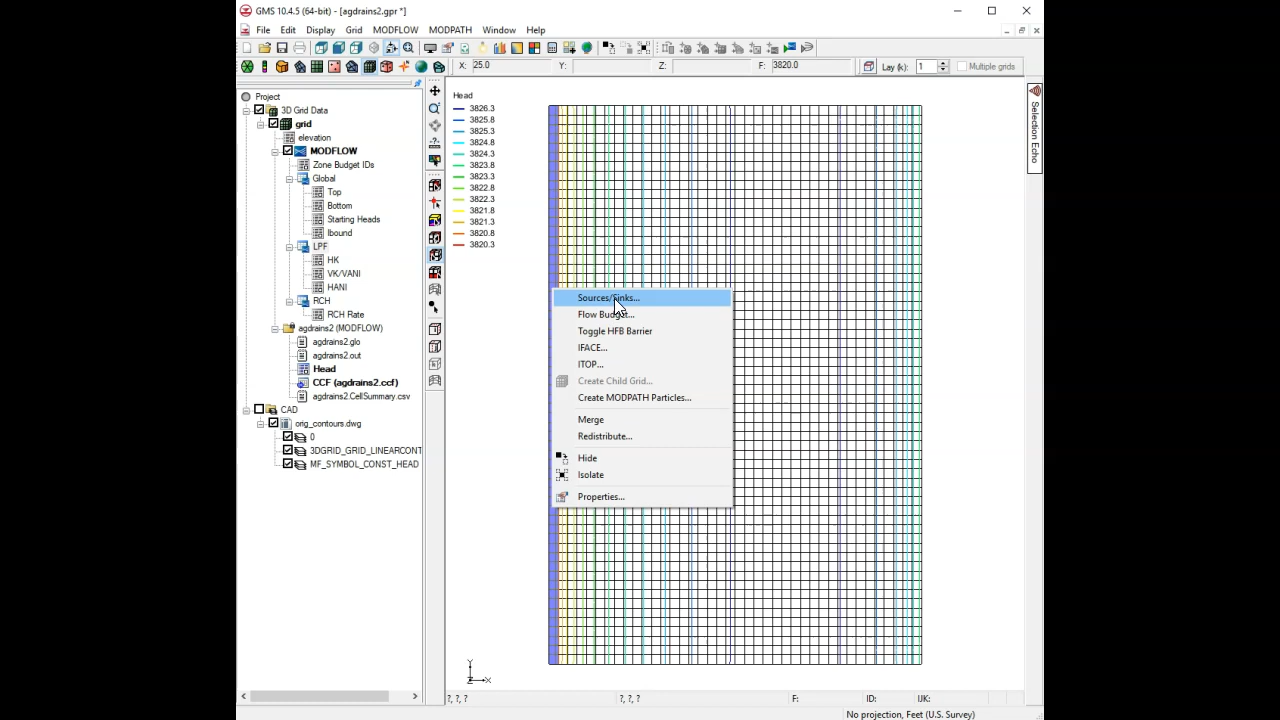 GMS 10.4.5 (64-bit) - [agdrains2.gpr *]
File Edit Display Grid MODFLOW MODPATH Window Help
X: 25.0 Y: Z: F: 3820.0 Lay (k): 1 Multiple grids
Project
3D Grid Data
grid
elevation
MODFLOW
Zone Budget IDs
Global
Top
Bottom
Starting Heads
Ibound
LPF
HK
VK/VANI
HANI
RCH
RCH Rate
agdrains2 (MODFLOW)
agdrains2.glo
agdrains2.out
Head
CCF (agdrains2.ccf)
agdrains2.CellSummary.csv
CAD
orig_contours.dwg
0
3DGRID_GRID_LINEARCONT
MF_SYMBOL_CONST_HEAD
Head
3826.3
3825.8
3825.3
3824.8
3824.3
3823.8
3823.3
3822.8
3822.3
3821.8
3821.3
3820.8
3820.3
Sources/Sinks...
Flow Budget...
Toggle HFB Barrier
IFACE...
ITOP...
Create Child Grid...
Create MODPATH Particles...
Merge
Redistribute...
Hide
Isolate
Properties...
Selection Echo
Y
Z X
?, ?, ? ?, ?, ? F: ID: IJK:
No projection, Feet (U.S. Survey)